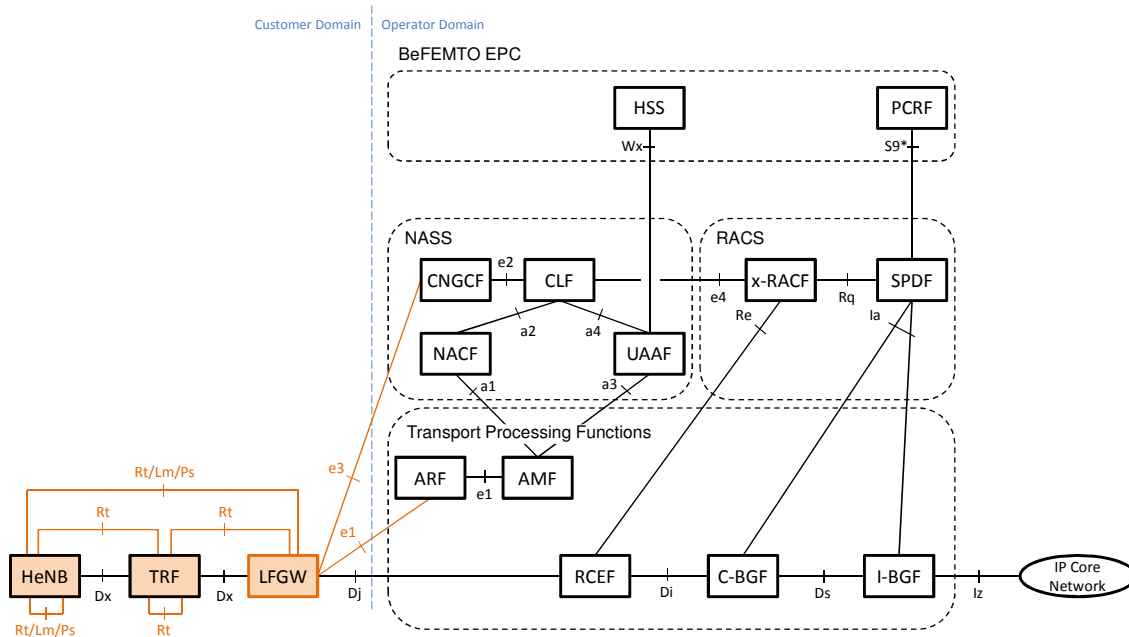 Customer Domain
Operator Domain
BeFEMTO EPC
HSS
PCRF
Wx
S9*
NASS
RACS
CNGCF
e2
CLF
e4
x-RACF
Rq
SPDF
a2
a4
Re
Ia
NACF
UAAF
a1
a3
Transport Processing Functions
ARF
e1
AMF
e3
e1
Rt/Lm/Ps
Rt
Rt
HeNB
Dx
TRF
Dx
LFGW
Dj
RCEF
Di
C-BGF
Ds
I-BGF
Iz
IP Core
Network
Rt/Lm/Ps
Rt